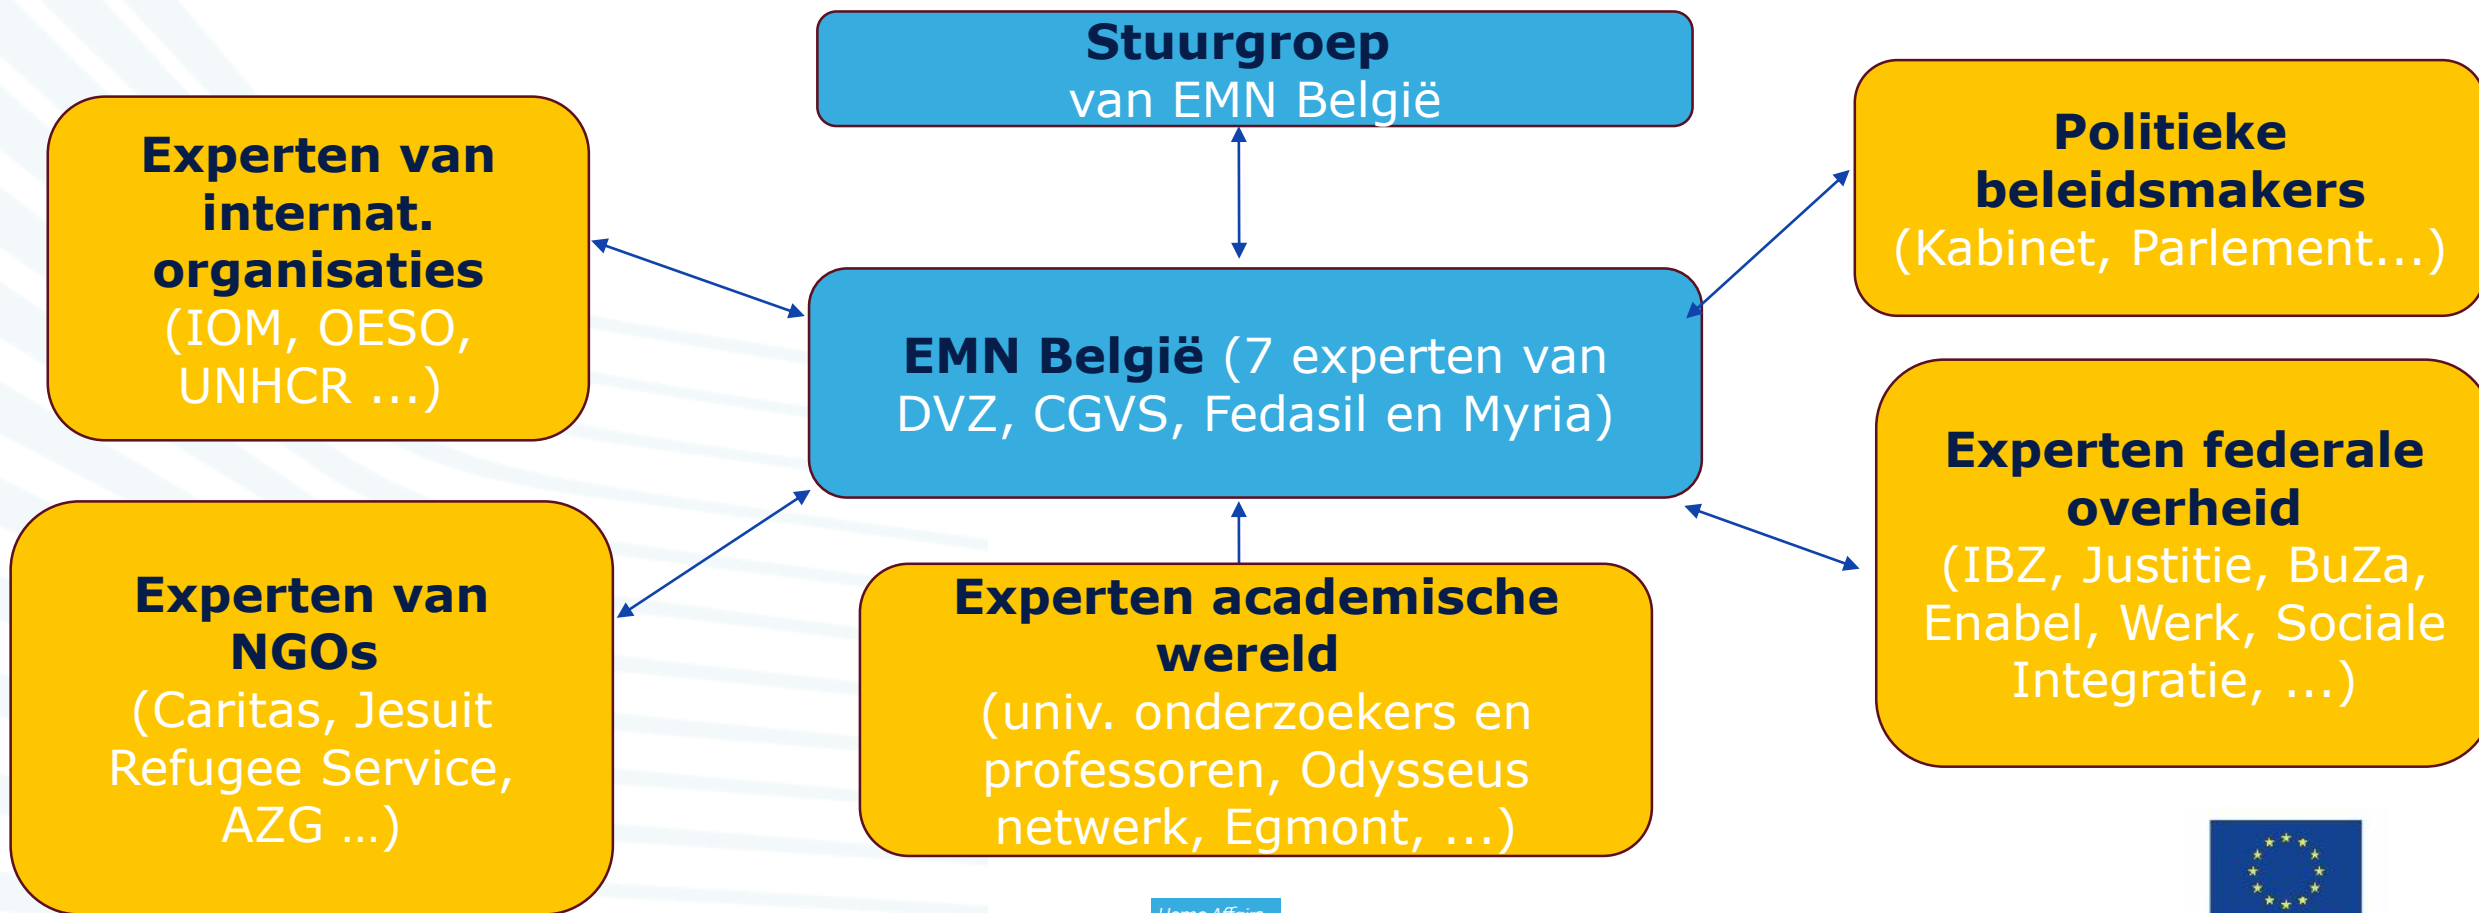 Stuurgroep
van EMN België
Experten van
internat.
organisaties
(IOM, OESO,
UNHCR ...)
Politieke
beleidsmakers
(Kabinet, Parlement...)
EMN België (7 experten van
DVZ, CGVS, Fedasil en Myria)
Experten federale
overheid
(IBZ, Justitie, BuZa,
Enabel, Werk, Sociale
Integratie, ...)
Experten van
NGOs
(Caritas, Jesuit
Refugee Service,
AZG ...)
Experten academische
wereld
(univ. onderzoekers en
professoren, Odysseus
netwerk, Egmont, ...)
Home Affairs